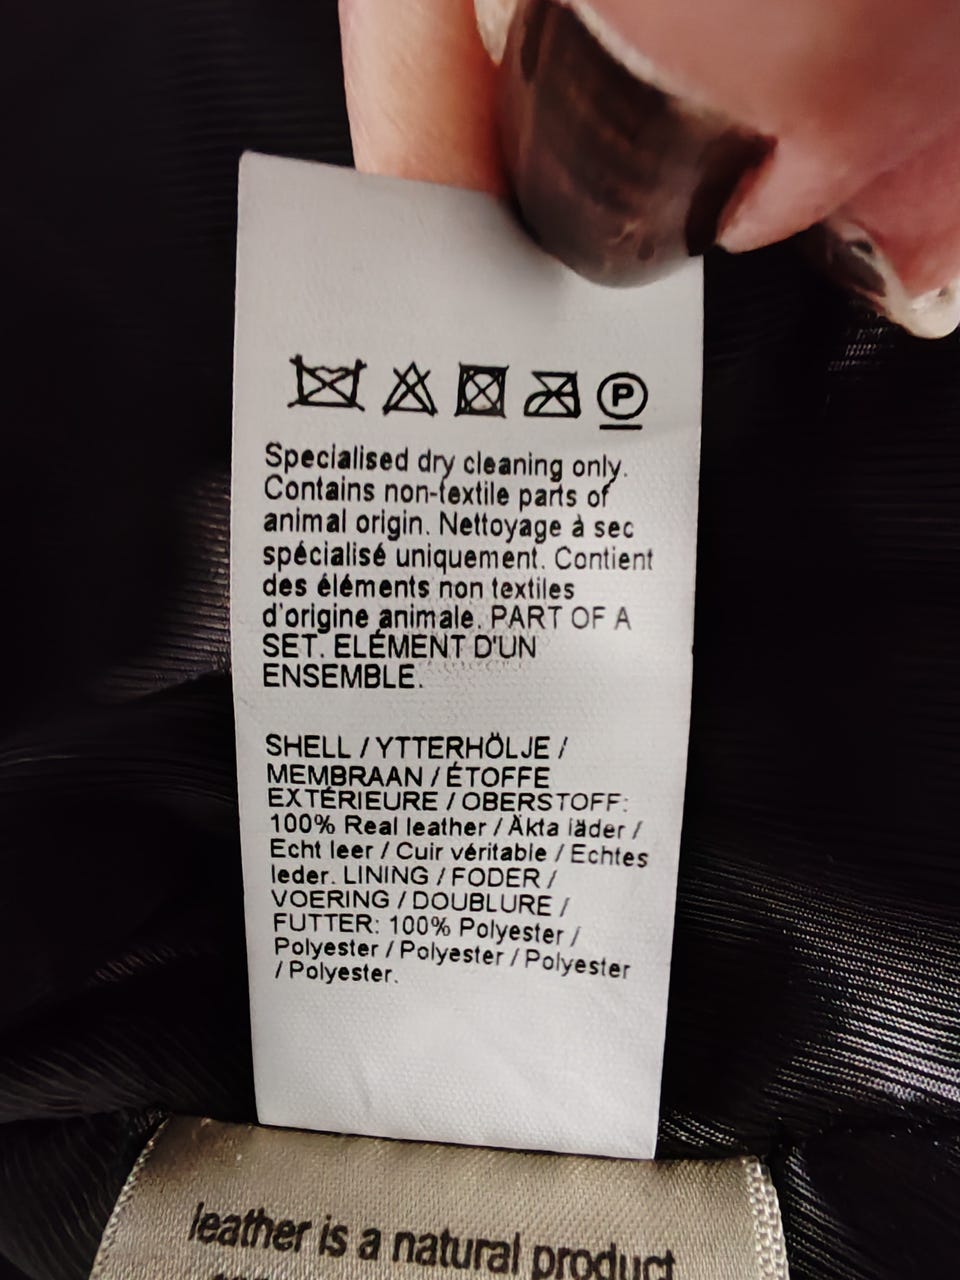 P
Specialised dry cleaning only.
Contains non-textile parts of
animal origin. Nettoyage à sec
spécialisé uniquement. Contient
des éléments non textiles
d'origine animale. PART OF A
SET. ELÉMENT D'UN
ENSEMBLE.
SHELL / YTTERHÖLJE /
MEMBRAAN / ÉTOFFE
EXTÉRIEURE / OBERSTOFF:
100% Real leather / Äkta läder /
Echt leer / Cuir véritable / Echtes
leder. LINING / FODER /
VOERING / DOUBLURE /
FUTTER: 100% Polyester /
Polyester / Polyester / Polyester
/ Polyester.
leather is a natural product